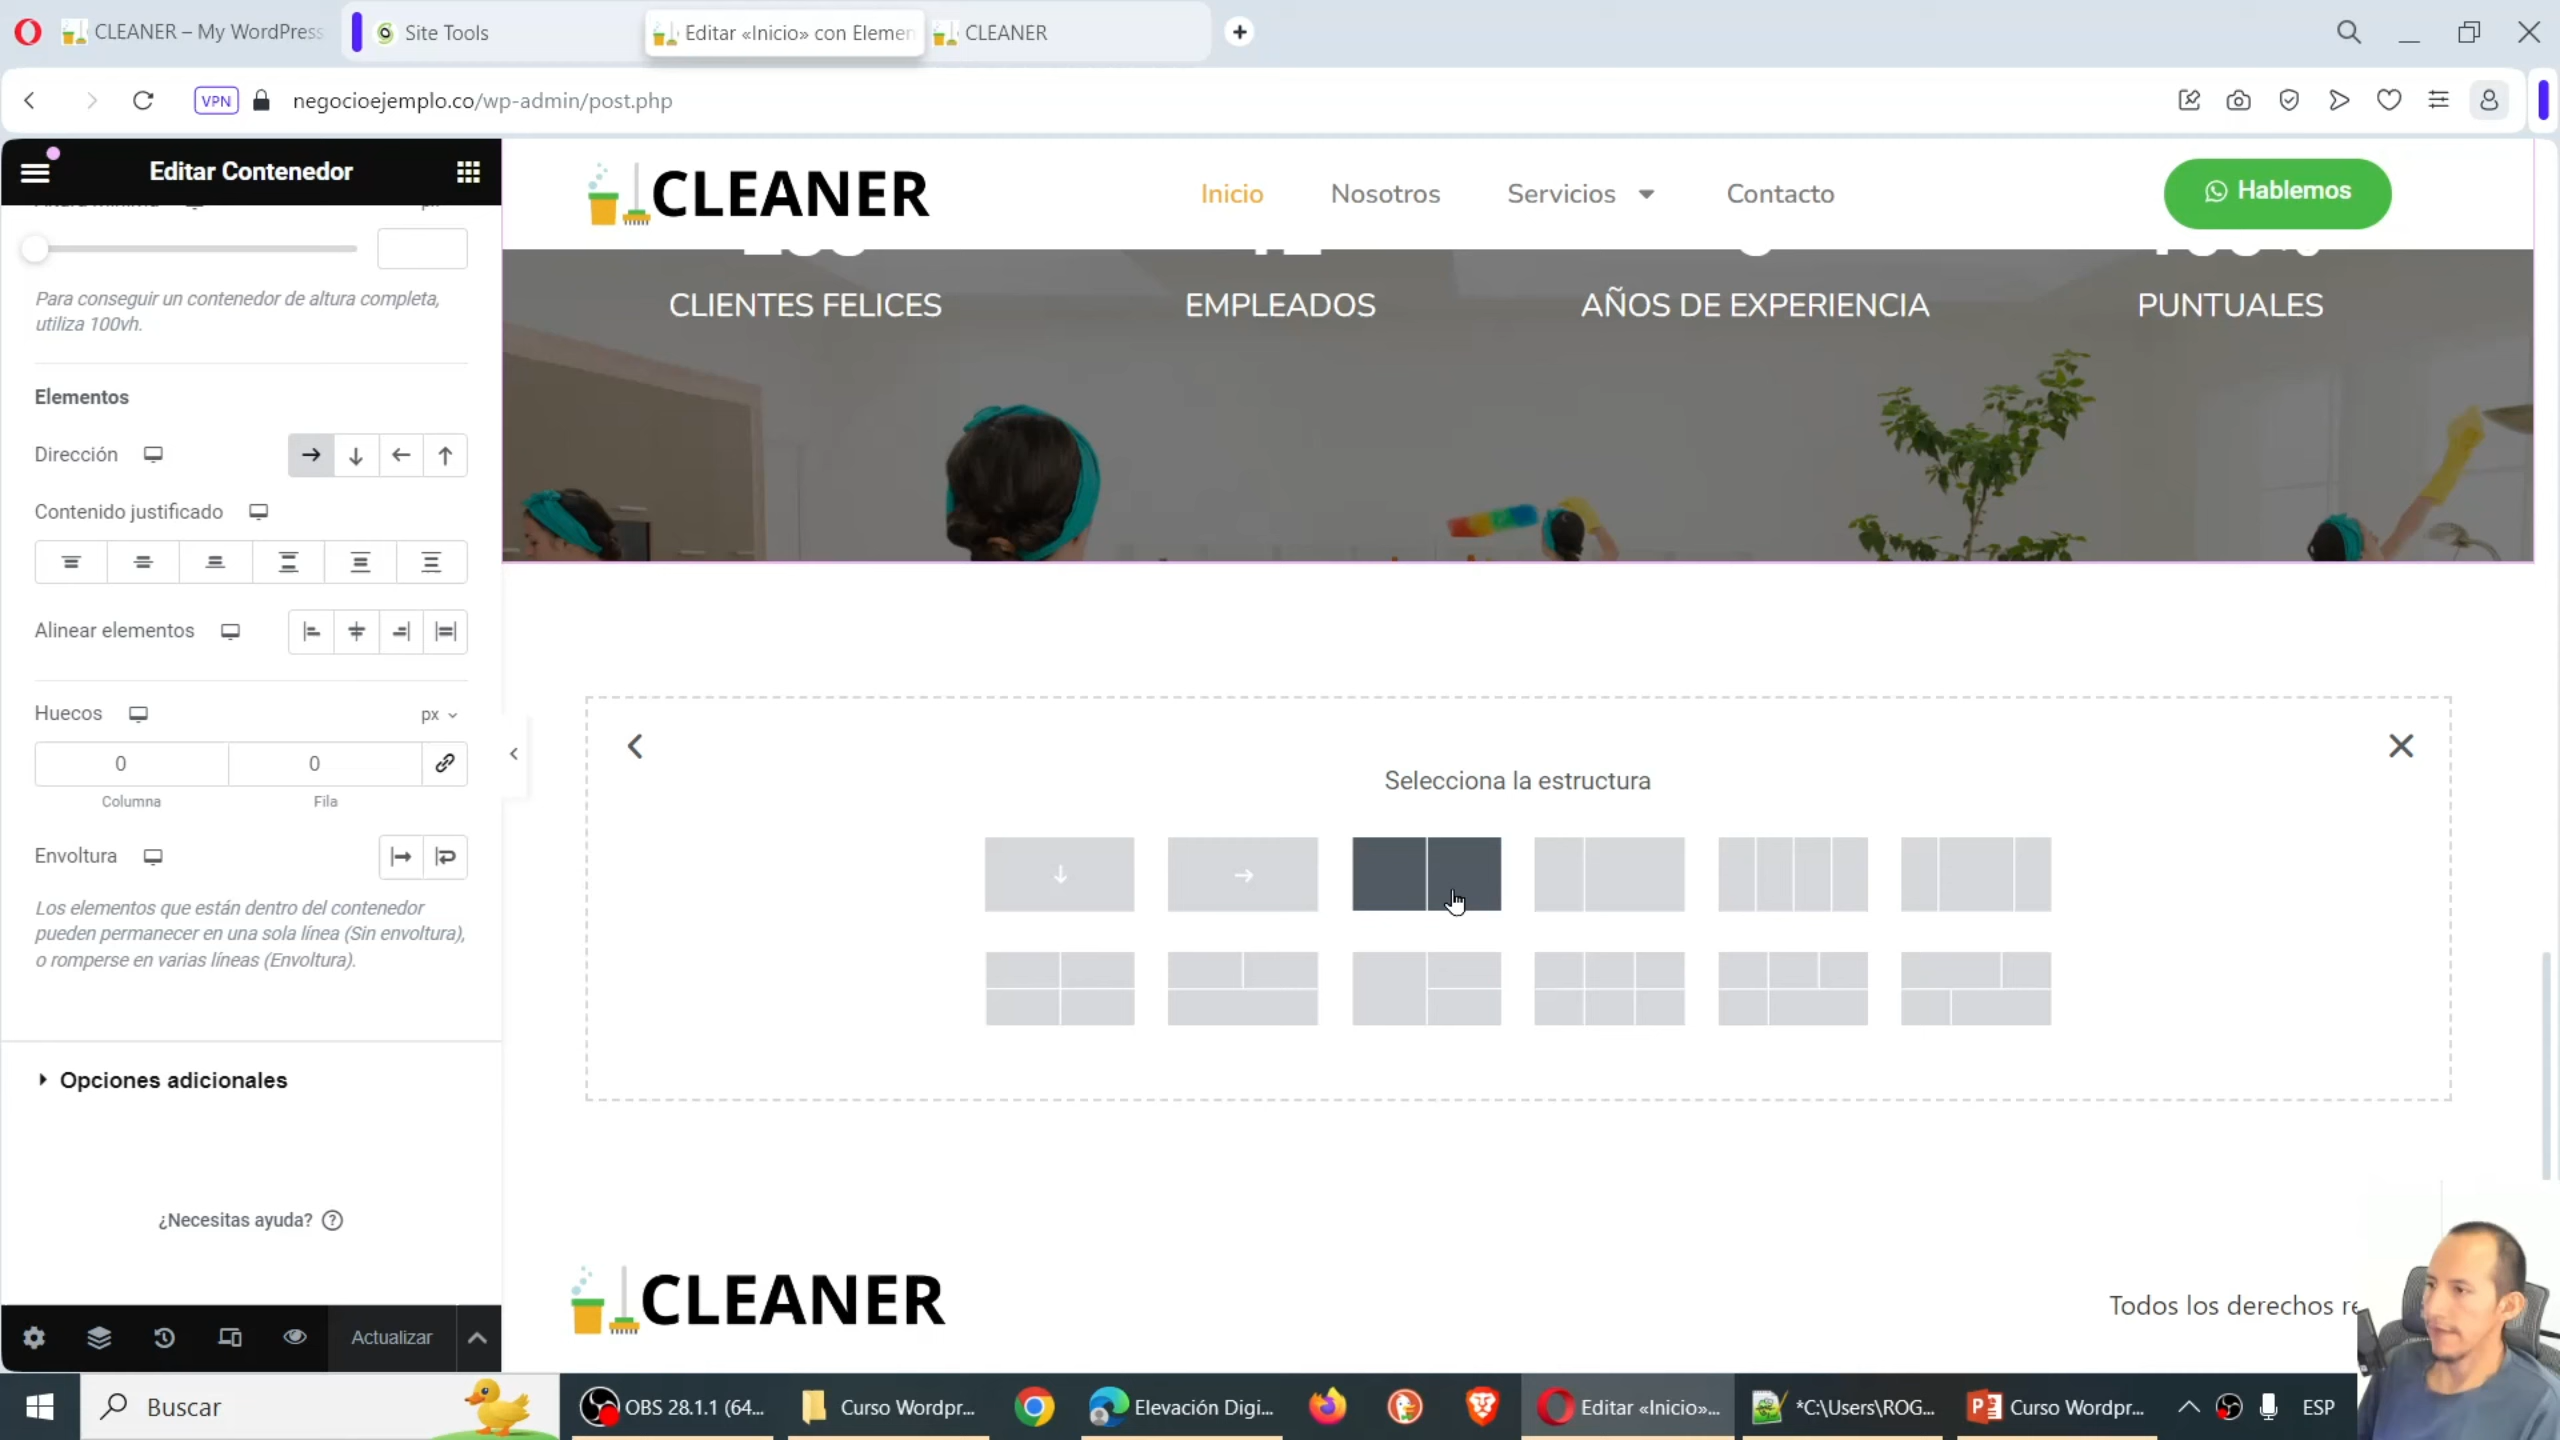 CLEANER – My WordPress
Site Tools
Editar «Inicio» con Elemen
CLEANER
VPN
negocioejemplo.co/wp-admin/post.php
Editar Contenedor
CLEANER
Inicio
Nosotros
Servicios
Contacto
Hablemos
Para conseguir un contenedor de altura completa,
utiliza 100vh.
CLIENTES FELICES
EMPLEADOS
AÑOS DE EXPERIENCIA
PUNTUALES
Elementos
Dirección
Contenido justificado
Alinear elementos
Huecos
px
0
0
Columna
Fila
Envoltura
Los elementos que están dentro del contenedor
pueden permanecer en una sola línea (Sin envoltura),
o romperse en varias líneas (Envoltura).
Selecciona la estructura
Opciones adicionales
¿Necesitas ayuda?
CLEANER
Todos los derechos re
Actualizar
Buscar
OBS 28.1.1 (64...
Curso Wordpr...
Elevación Digi...
Editar «Inicio»...
*C:\Users\ROG...
Curso Wordpr...
ESP